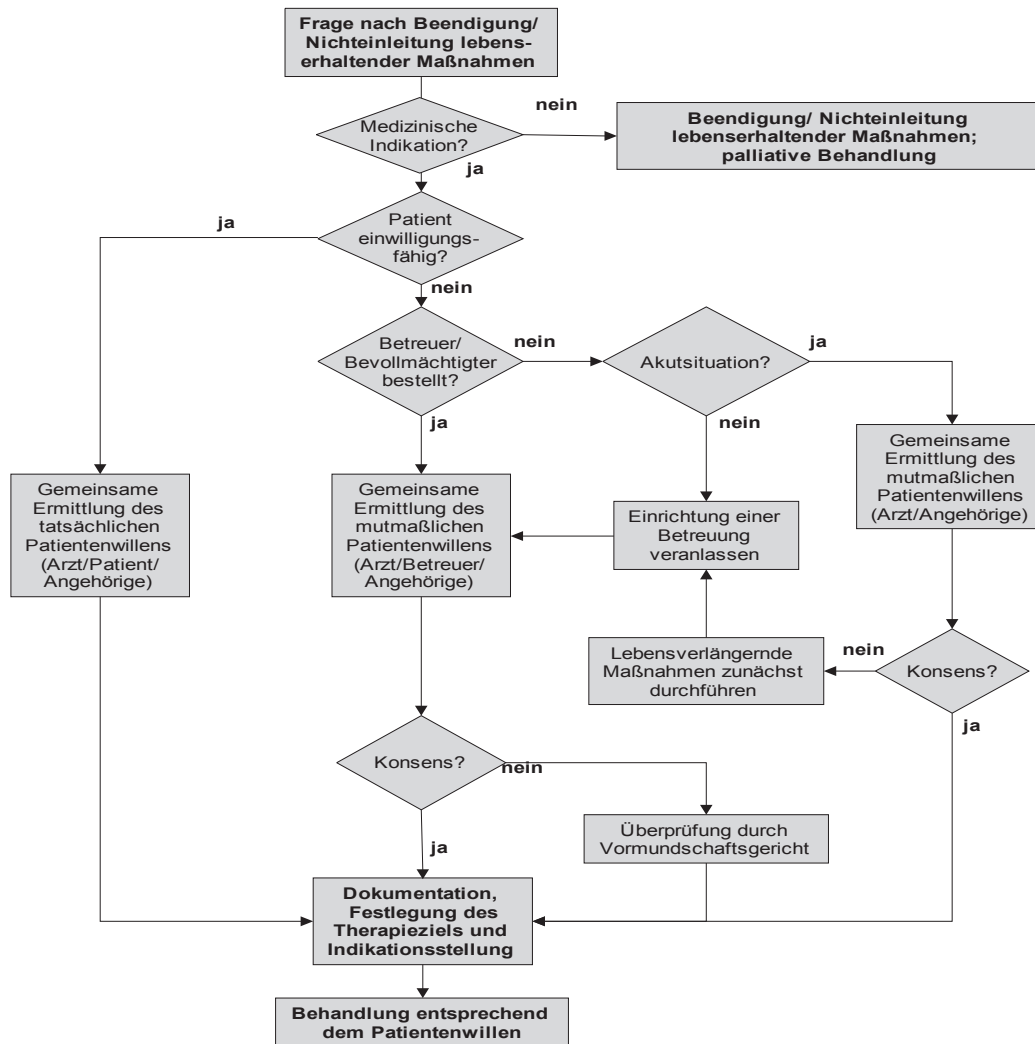 Frage nach Beendigung/
Nichteinleitung lebens-
erhaltender Maßnahmen
nein
Medizinische
Indikation?
Beendigung/ Nichteinleitung
lebenserhaltender Maßnahmen;
palliative Behandlung
ja
ja
Patient
einwilligungs-
fähig?
nein
Betreuer/
Bevollmächtigter
bestellt?
nein
Akutsituation?
ja
ja
nein
Gemeinsame
Ermittlung des
tatsächlichen
Patientenwillens
(Arzt/Patient/
Angehörige)
Gemeinsame
Ermittlung des
mutmaßlichen
Patientenwillens
(Arzt/Betreuer/
Angehörige)
Einrichtung einer
Betreuung
veranlassen
Gemeinsame
Ermittlung des
mutmaßlichen
Patientenwillens
(Arzt/Angehörige)
Lebensverlängernde
Maßnahmen zunächst
durchführen
nein
Konsens?
ja
Konsens?
nein
ja
Überprüfung durch
Vormundschaftsgericht
Dokumentation,
Festlegung des
Therapieziels und
Indikationsstellung
Behandlung entsprechend
dem Patientenwillen